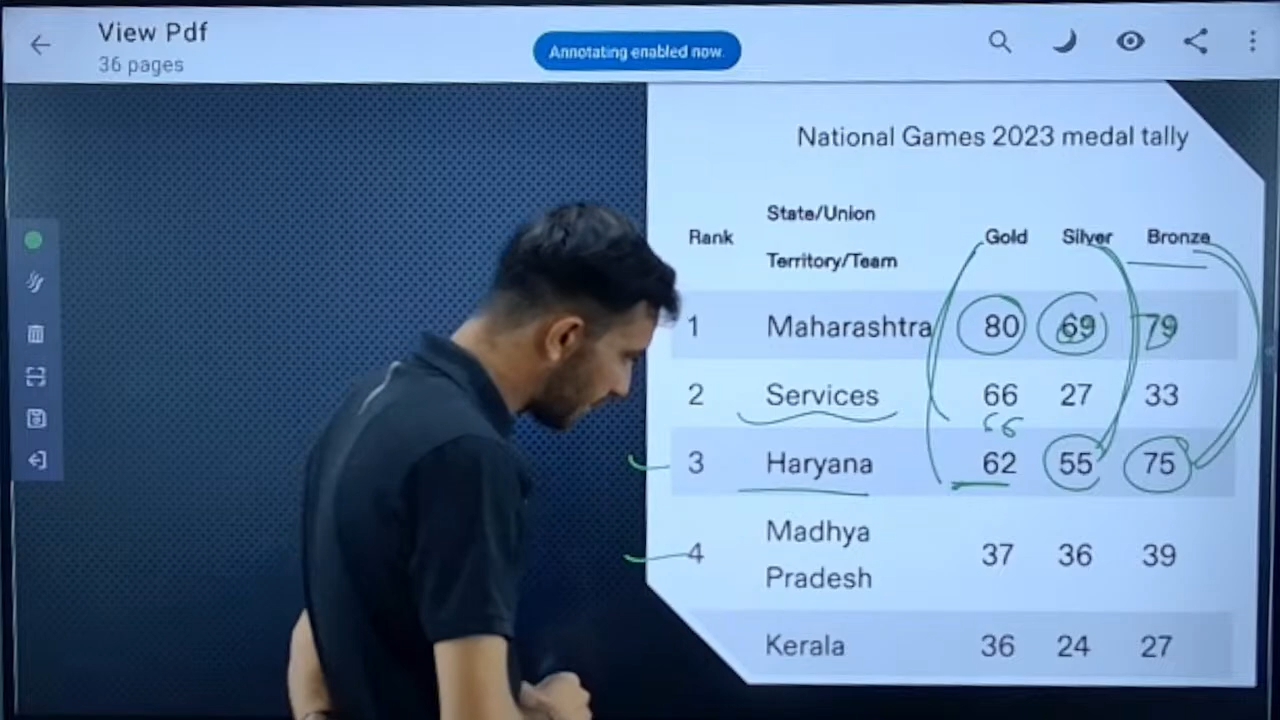 View Pdf
36 pages
Annotating enabled now.
National Games 2023 medal tally
Rank State/Union Territory/Team Gold Silver Bronze
1 Maharashtra 80 69 79
2 Services 66 27 33
66
3 Haryana 62 55 75
4 Madhya Pradesh 37 36 39
Kerala 36 24 27